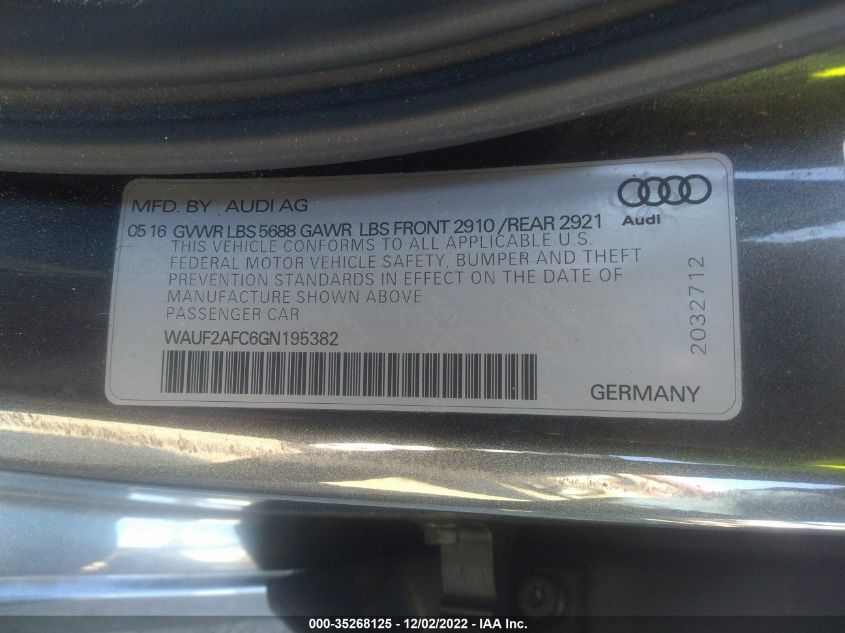 MFD. BY AUDI AG
Audi
05 16 GVWR LBS 5688 GAWR LBS FRONT 2910 /REAR 2921
THIS VEHICLE CONFORMS TO ALL APPLICABLE U.S.
FEDERAL MOTOR VEHICLE SAFETY, BUMPER AND THEFT
PREVENTION STANDARDS IN EFFECT ON THE DATE OF
MANUFACTURE SHOWN ABOVE
PASSENGER CAR
WAUF2AFC6GN195382
GERMANY
2032712
000-35268125 - 12/02/2022 - IAA Inc.